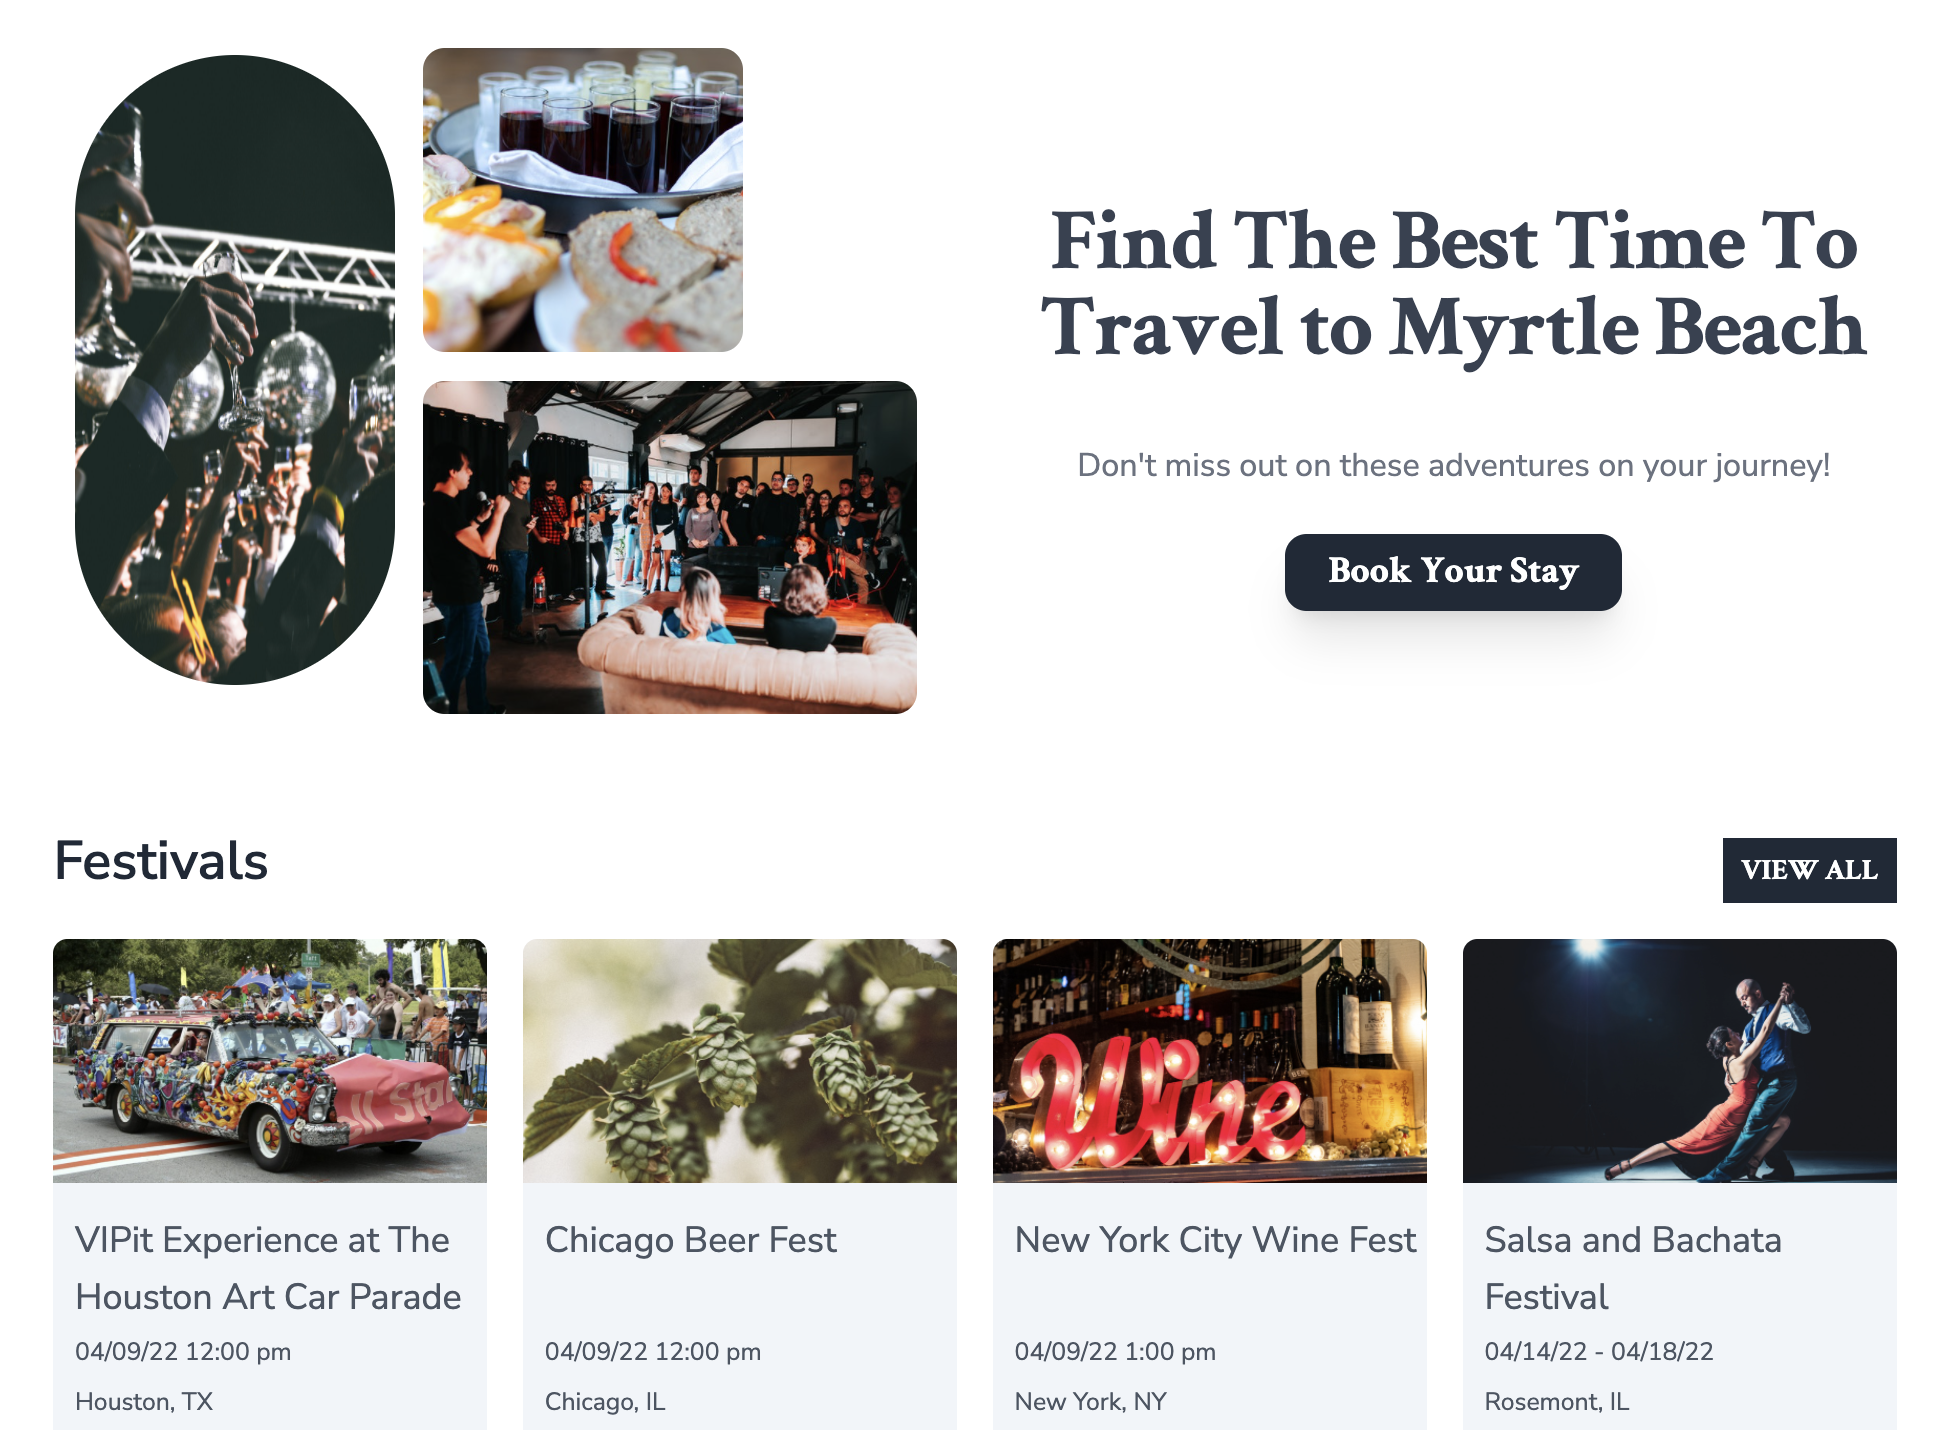 Find The Best Time To
Travel to Myrtle Beach
Don't miss out on these adventures on your journey!
Book Your Stay
Festivals
VIEW ALL
ll Star
Wine
VIPit Experience at The
Houston Art Car Parade
04/09/22 12:00 pm
Houston, TX
Chicago Beer Fest
04/09/22 12:00 pm
Chicago, IL
New York City Wine Fest
04/09/22 1:00 pm
New York, NY
Salsa and Bachata
Festival
04/14/22 - 04/18/22
Rosemont, IL